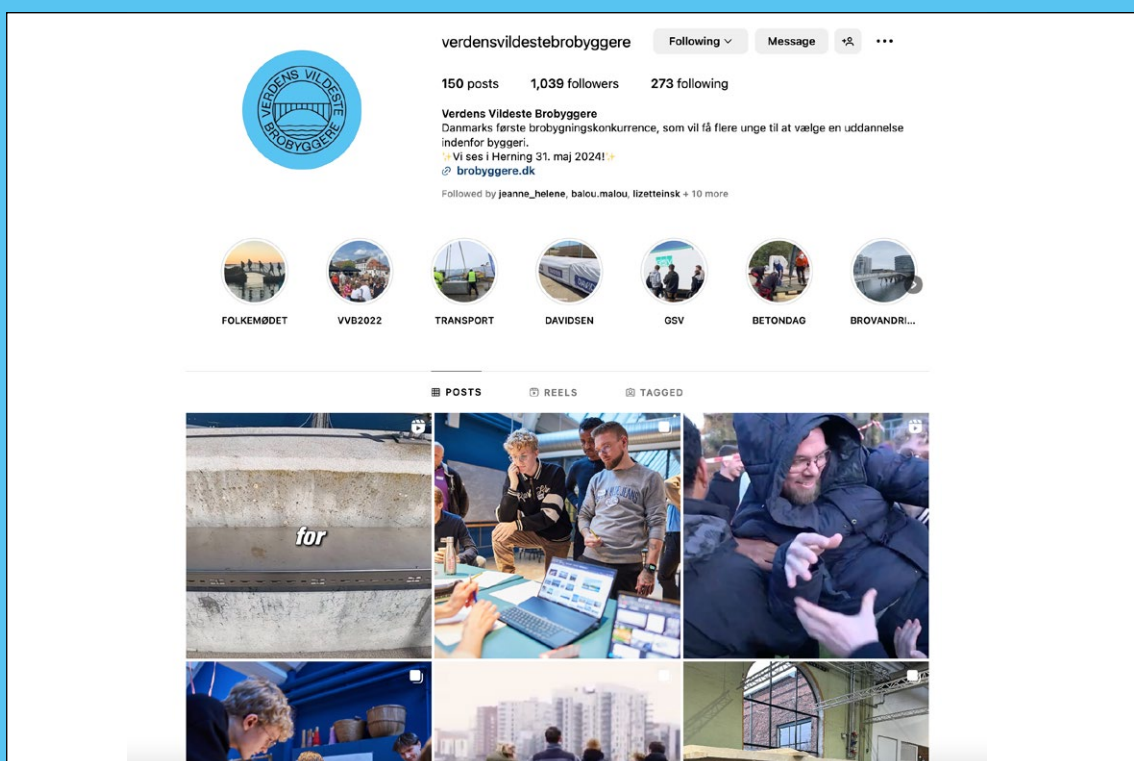 verdensvildestebrobyggere Following Message
150 posts 1,039 followers 273 following
Verdens Vildeste Brobyggere
Danmarks første brobygningskonkurrence, som vil få flere unge til at vælge en uddannelse
indenfor byggeri.
✨Vi ses i Herning 31. maj 2024!✨
brobyggere.dk
Followed by jeanne_helene, balou.malou, lizetteinsk + 10 more
VERDENS VILDESTE
BROBYGGERE
FOLKEMØDET VVB2022 TRANSPORT DAVIDSEN GSV BETONDAG BROVANDRI...
POSTS REELS TAGGED
for